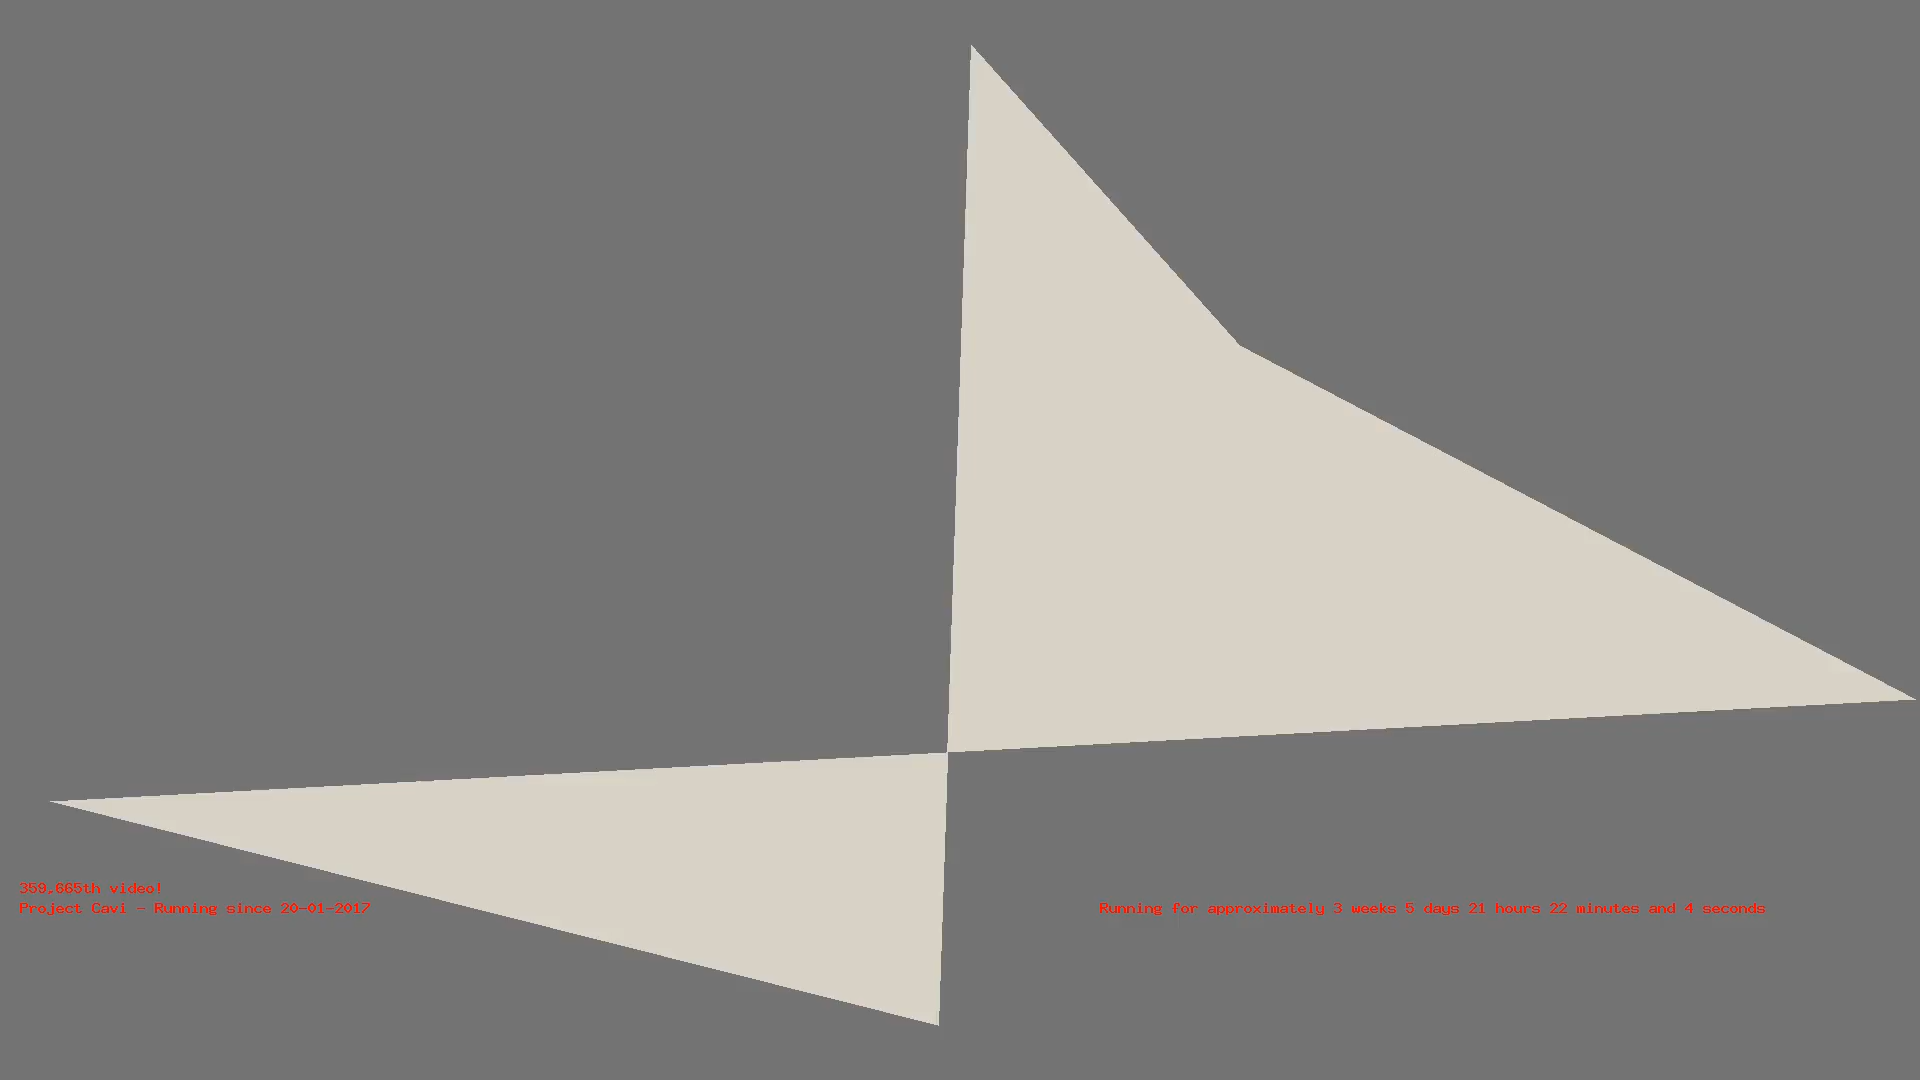 359,665th video!
Project Cavi - Running since 20-01-2017
Running for approximately 3 weeks 5 days 21 hours 22 minutes and 4 seconds